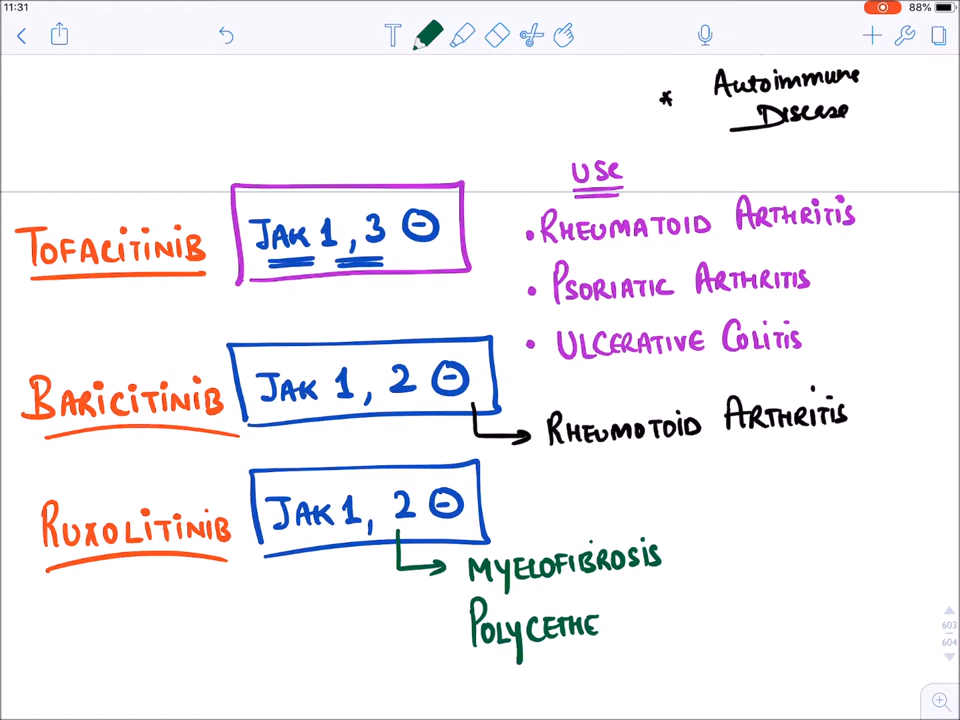 11:31
88%
T
* Autoimmune
Disease
USE
TOFACITINIB JAK 1, 3 ⊖
• RHEUMATOID ARTHRITIS
• PSORIATIC ARTHRITIS
• ULCERATIVE COLITIS
BARICITINIB JAK 1, 2 ⊖
RHEUMOTOID ARTHRITIS
RUXOLITINIB JAK 1, 2 ⊖
MYELOFIBROSIS
POLYCETHE
603
604